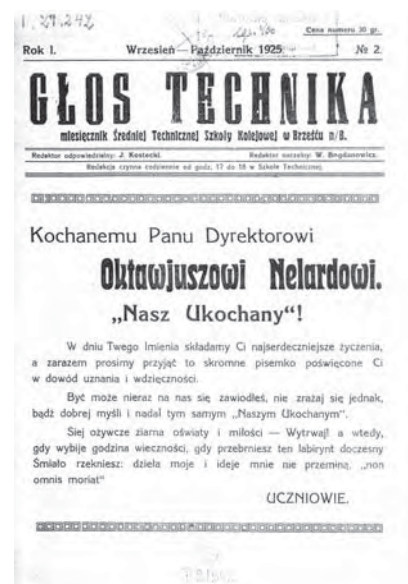 Cena numeru 30 gr.
Rok I. Wrzesień — Październik 1925. № 2.
GŁOS TECHNIKA
miesięcznik Średniej Technicznej Szkoły Kolejowej w Brześciu n/B.
Redaktor odpowiedzialny: J. Kostecki. Redaktor naczelny: W. Bogdanowicz.
Redakcja czynna codziennie od godz. 17 do 18 w Szkole Technicznej.
Kochanemu Panu Dyrektorowi
Oktawjuszowi Nelardowi.
„Nasz Ukochany“!
W dniu Twego Imienia składamy Ci najserdeczniejsze życzenia,
a zarazem prosimy przyjąć to skromne pisemko poświęcone Ci
w dowód uznania i wdzięczności.
Być może nieraz na nas się zawiodłeś, nie zrażaj się jednak,
bądź dobrej myśli i nadal tym samym „Naszym Ukochanym“.
Siej ożywcze ziarna oświaty i miłości — Wytrwaj! a wtedy,
gdy wybije godzina wieczności, gdy przebrniesz ten labirynt doczesny
Śmiało rzekniesz: dzieła moje i ideje mnie nie przeminą, „non
omnis moriat“
UCZNIOWIE.